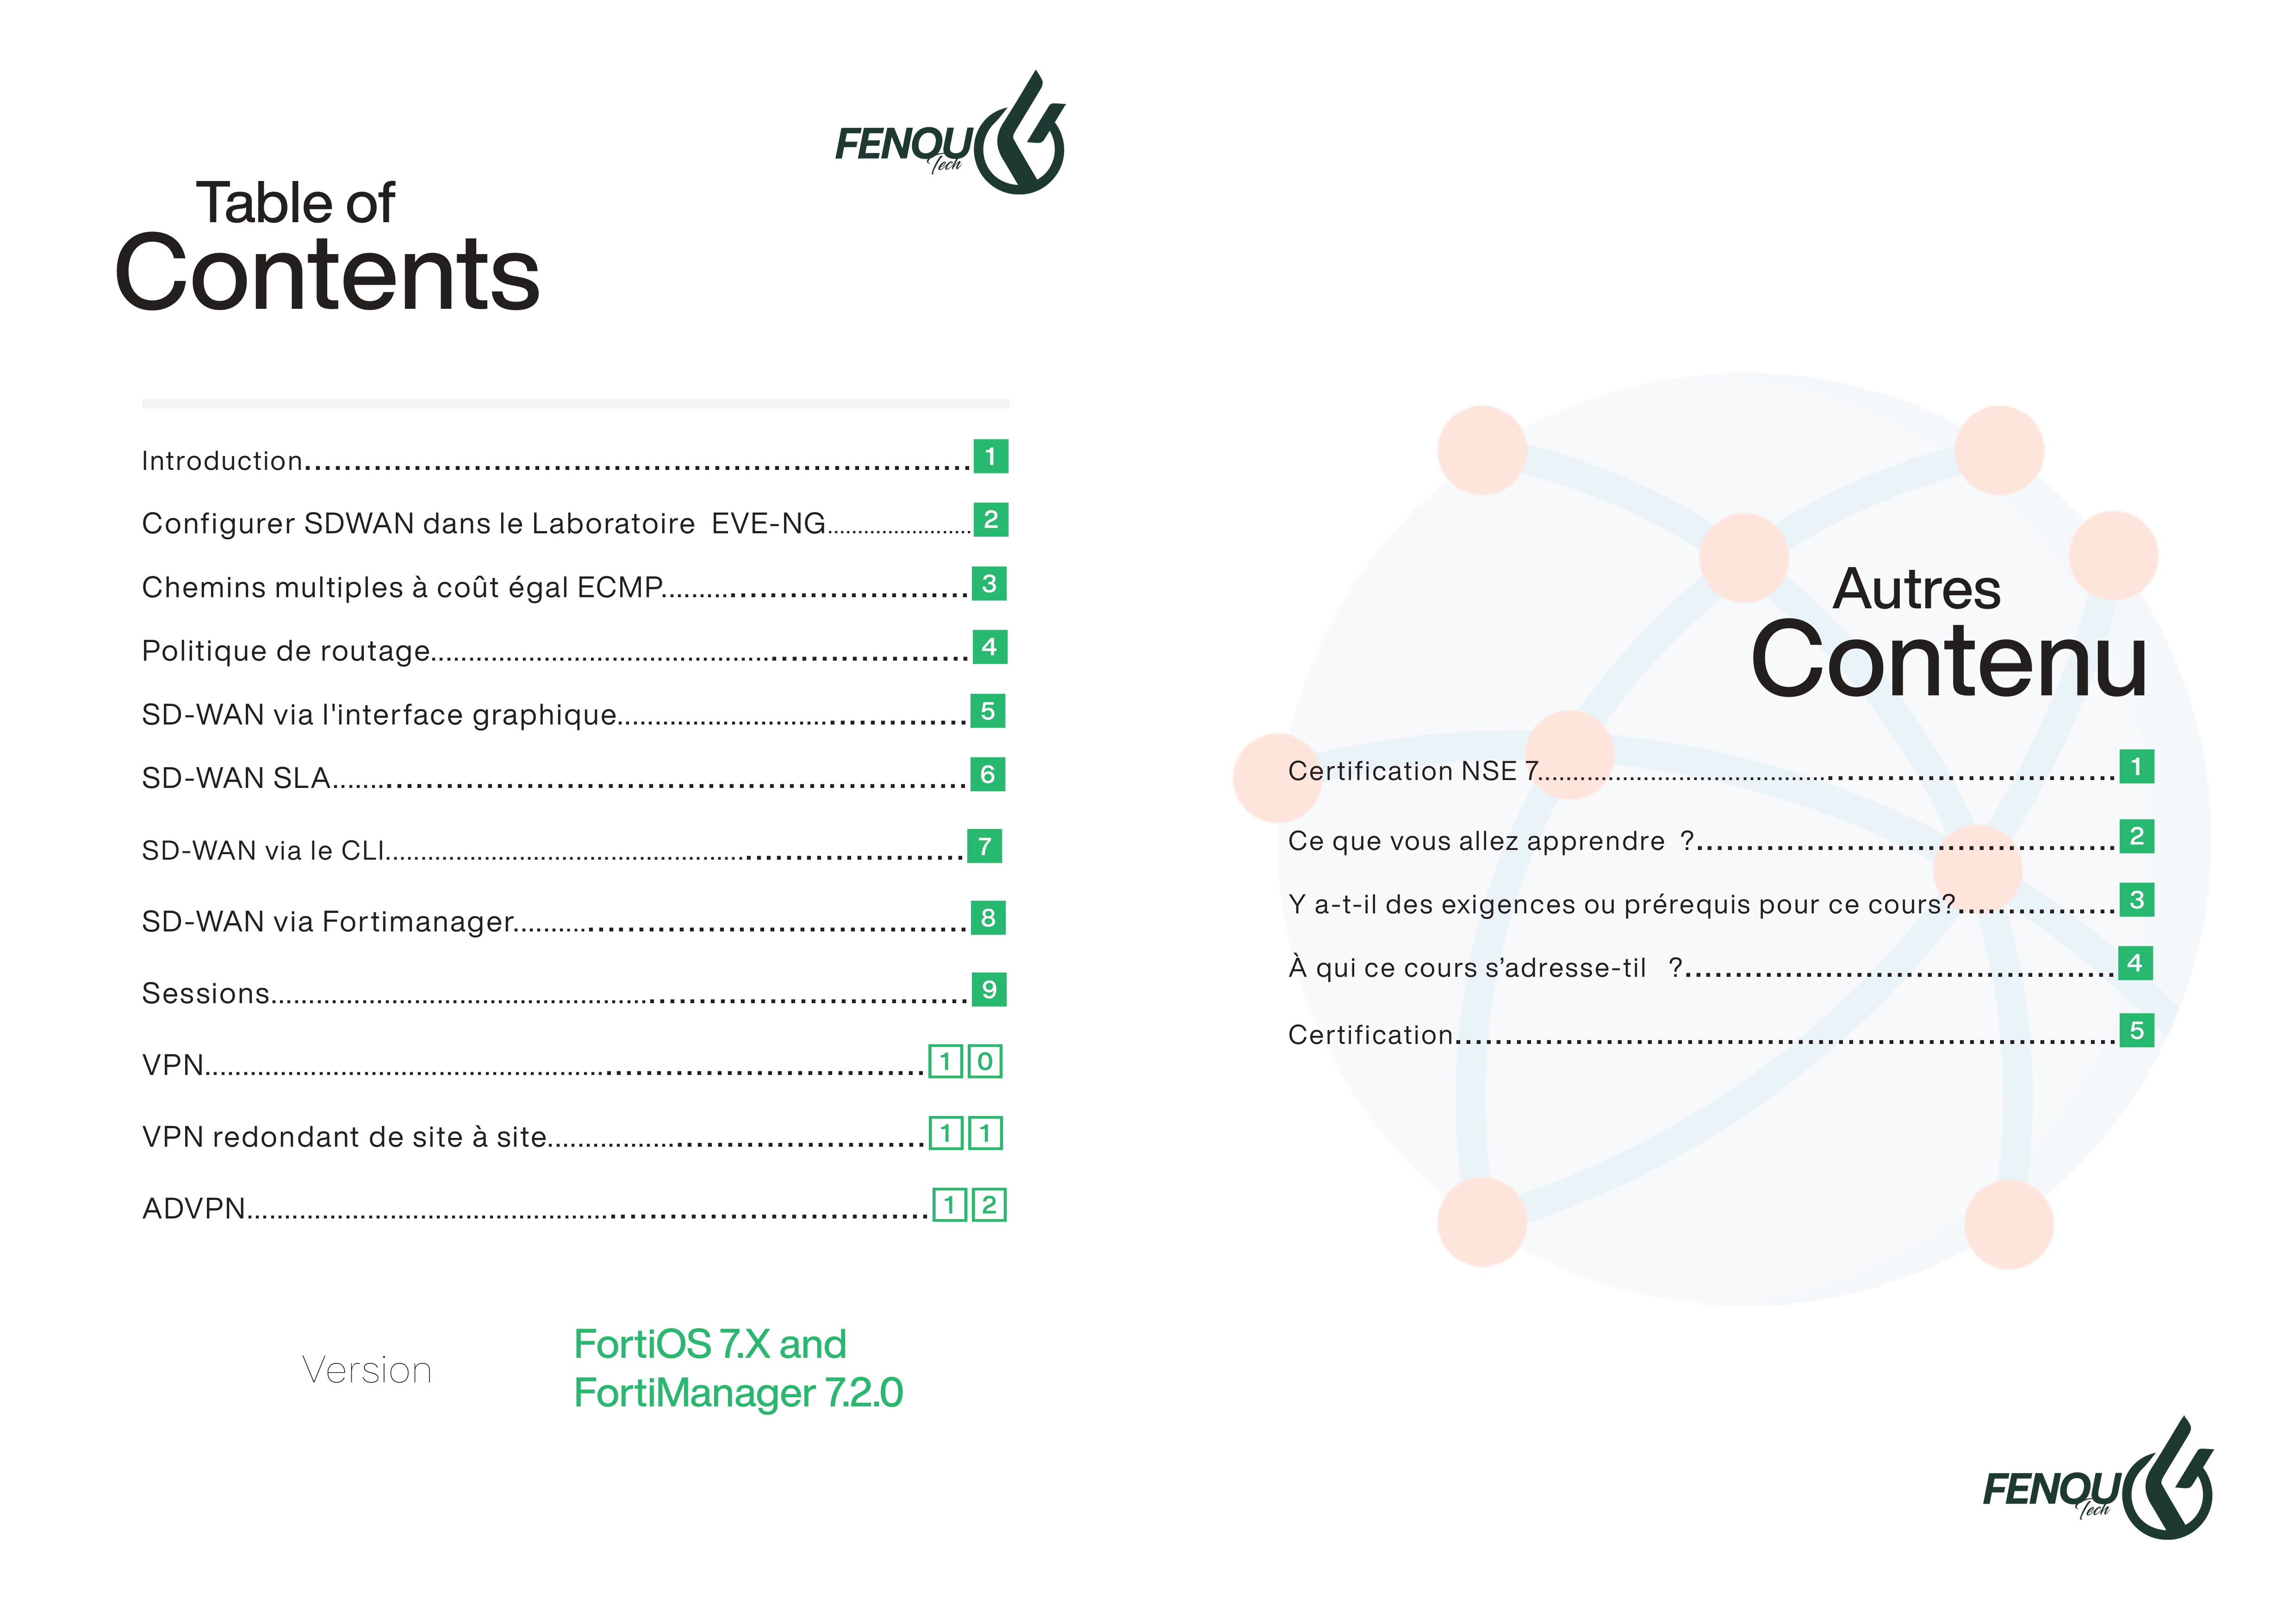 FENOU
Tech
Table of
Contents
Introduction........................................................................1
Configurer SDWAN dans le Laboratoire  EVE-NG........................2
Chemins multiples à coût égal ECMP.................................3
Politique de routage................................................................4
SD-WAN via l'interface graphique..........................................5
SD-WAN SLA................................................................6
SD-WAN via le CLI................................................................7
SD-WAN via Fortimanager................................................8
Sessions................................................................................9
VPN................................................................................10
VPN redondant de site à site..........................................11
ADVPN................................................................................12
Version
FortiOS 7.X and
FortiManager 7.2.0
Autres
Contenu
Certification NSE 7................................................................1
Ce que vous allez apprendre  ?..........................................2
Y a-t-il des exigences ou prérequis pour ce cours?................3
À qui ce cours s’adresse-til   ?..........................................4
Certification................................................................5
FENOU
Tech